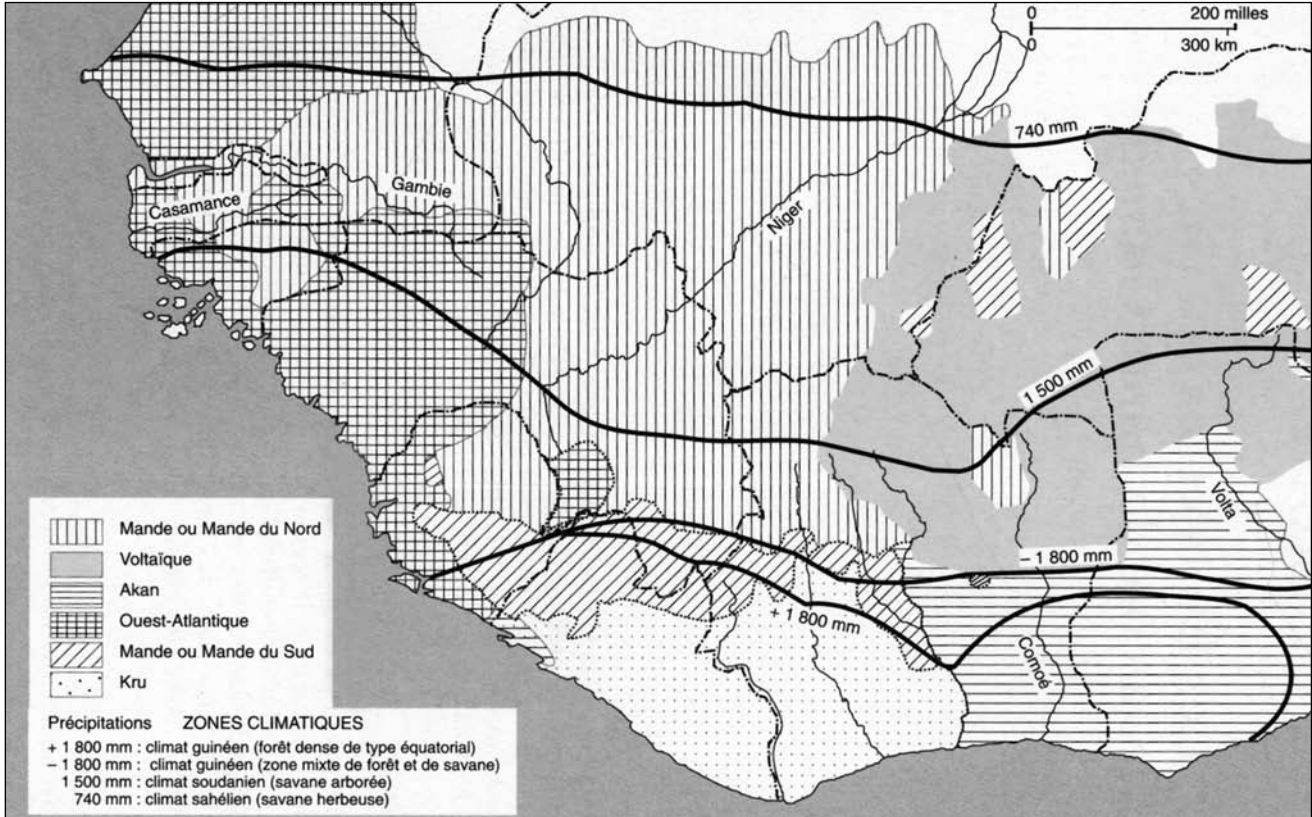 0 200 milles
0 300 km
740 mm
Gambie
Casamance
Niger
1 500 mm
Volta
– 1 800 mm
+ 1 800 mm
Comoé
Mande ou Mande du Nord
Voltaïque
Akan
Ouest-Atlantique
Mande ou Mande du Sud
Kru
Précipitations ZONES CLIMATIQUES
+ 1 800 mm : climat guinéen (forêt dense de type équatorial)
– 1 800 mm : climat guinéen (zone mixte de forêt et de savane)
1 500 mm : climat soudanien (savane arborée)
740 mm : climat sahélien (savane herbeuse)